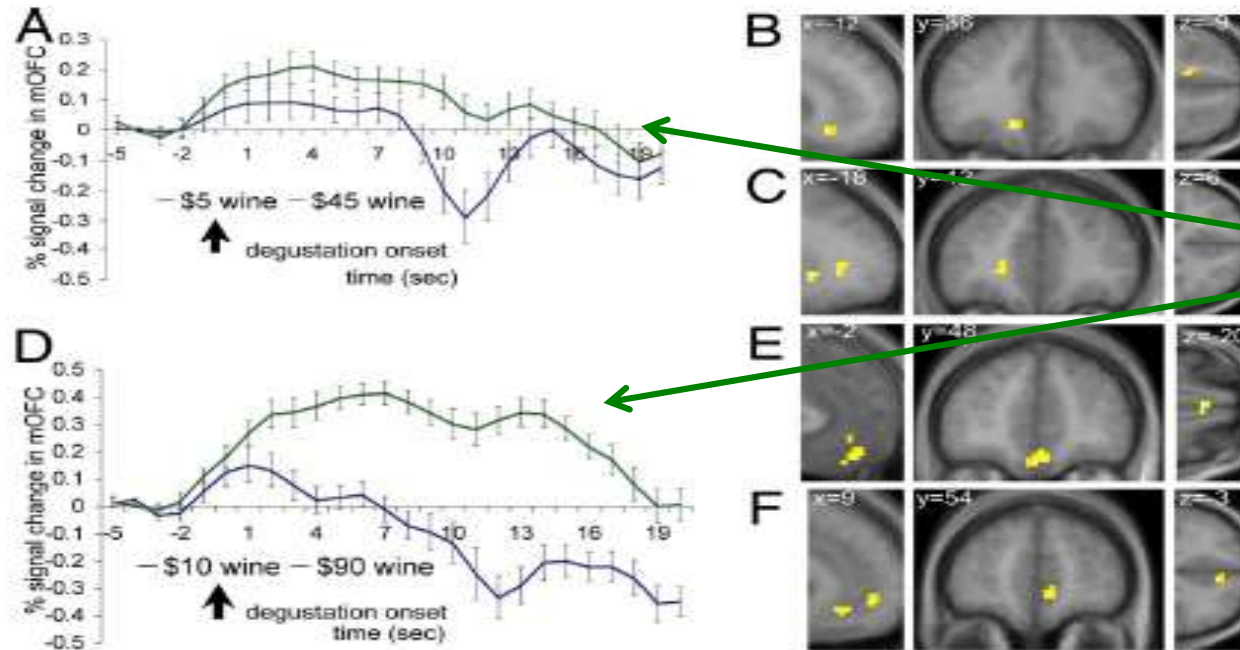 A
% signal change in mOFC
0.3
0.2
0.1
0
-0.1
-0.2
-0.3
-0.4
-0.5
-5 -2 1 4 7 10 13 16 19
$5 wine $45 wine
degustation onset
time (sec)
B
x=-12 y=36 z=-9
C
x=-18 y=12 z=6
D
% signal change in mOFC
0.5
0.4
0.3
0.2
0.1
0
-0.1
-0.2
-0.3
-0.4
-0.5
-5 -2 1 4 7 10 13 16 19
$10 wine $90 wine
degustation onset
time (sec)
E
x=-2 y=48 z=-20
F
x=9 y=54 z=-3